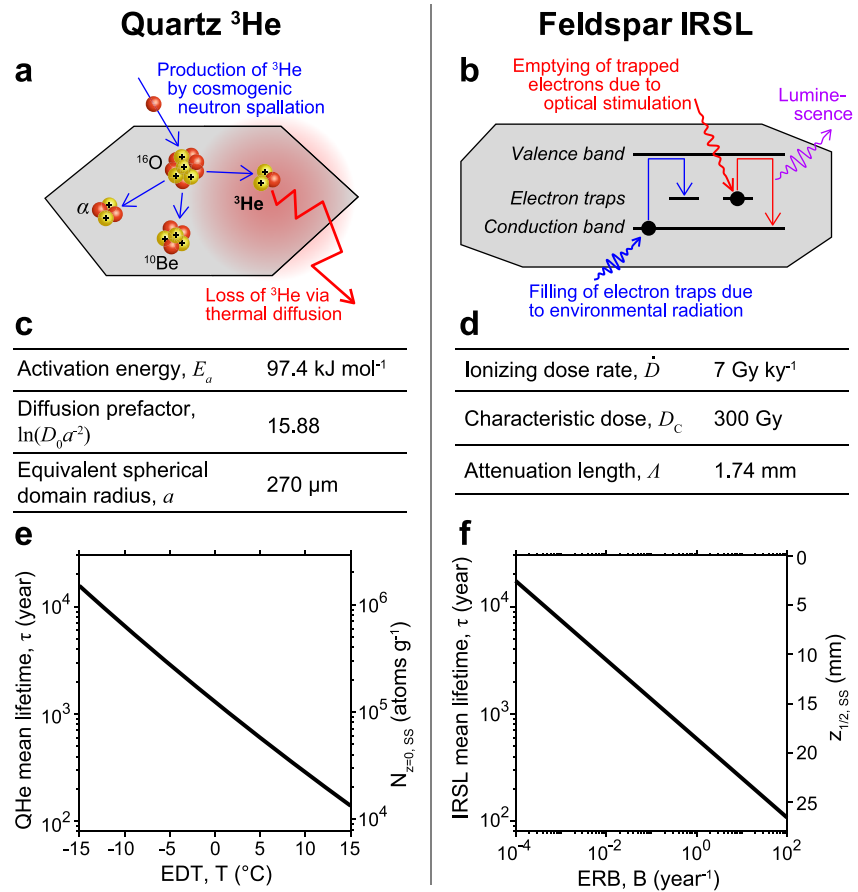 Quartz ³He
Feldspar IRSL
a
Production of ³He
by cosmogenic
neutron spallation
¹⁶O
α
³He
¹⁰Be
Loss of ³He via
thermal diffusion
b
Emptying of trapped
electrons due to
optical stimulation
Lumine-
scence
Valence band
Electron traps
Conduction band
Filling of electron traps due
to environmental radiation
c
Activation energy, Eₐ 97.4 kJ mol⁻¹
Diffusion prefactor,
ln(D₀a⁻²) 15.88
Equivalent spherical
domain radius, a 270 µm
d
Ionizing dose rate, Ḋ 7 Gy ky⁻¹
Characteristic dose, D_C 300 Gy
Attenuation length, Λ 1.74 mm
e
QHe mean lifetime, τ (year)
10⁴
10³
10²
-15 -10 -5 0 5 10 15
EDT, T (°C)
10⁶
10⁵
10⁴
N_z=0, SS (atoms g⁻¹)
f
IRSL mean lifetime, τ (year)
10⁴
10³
10²
10⁻⁴ 10⁻² 10⁰ 10²
ERB, B (year⁻¹)
0
5
10
15
20
25
z_1/2, SS (mm)